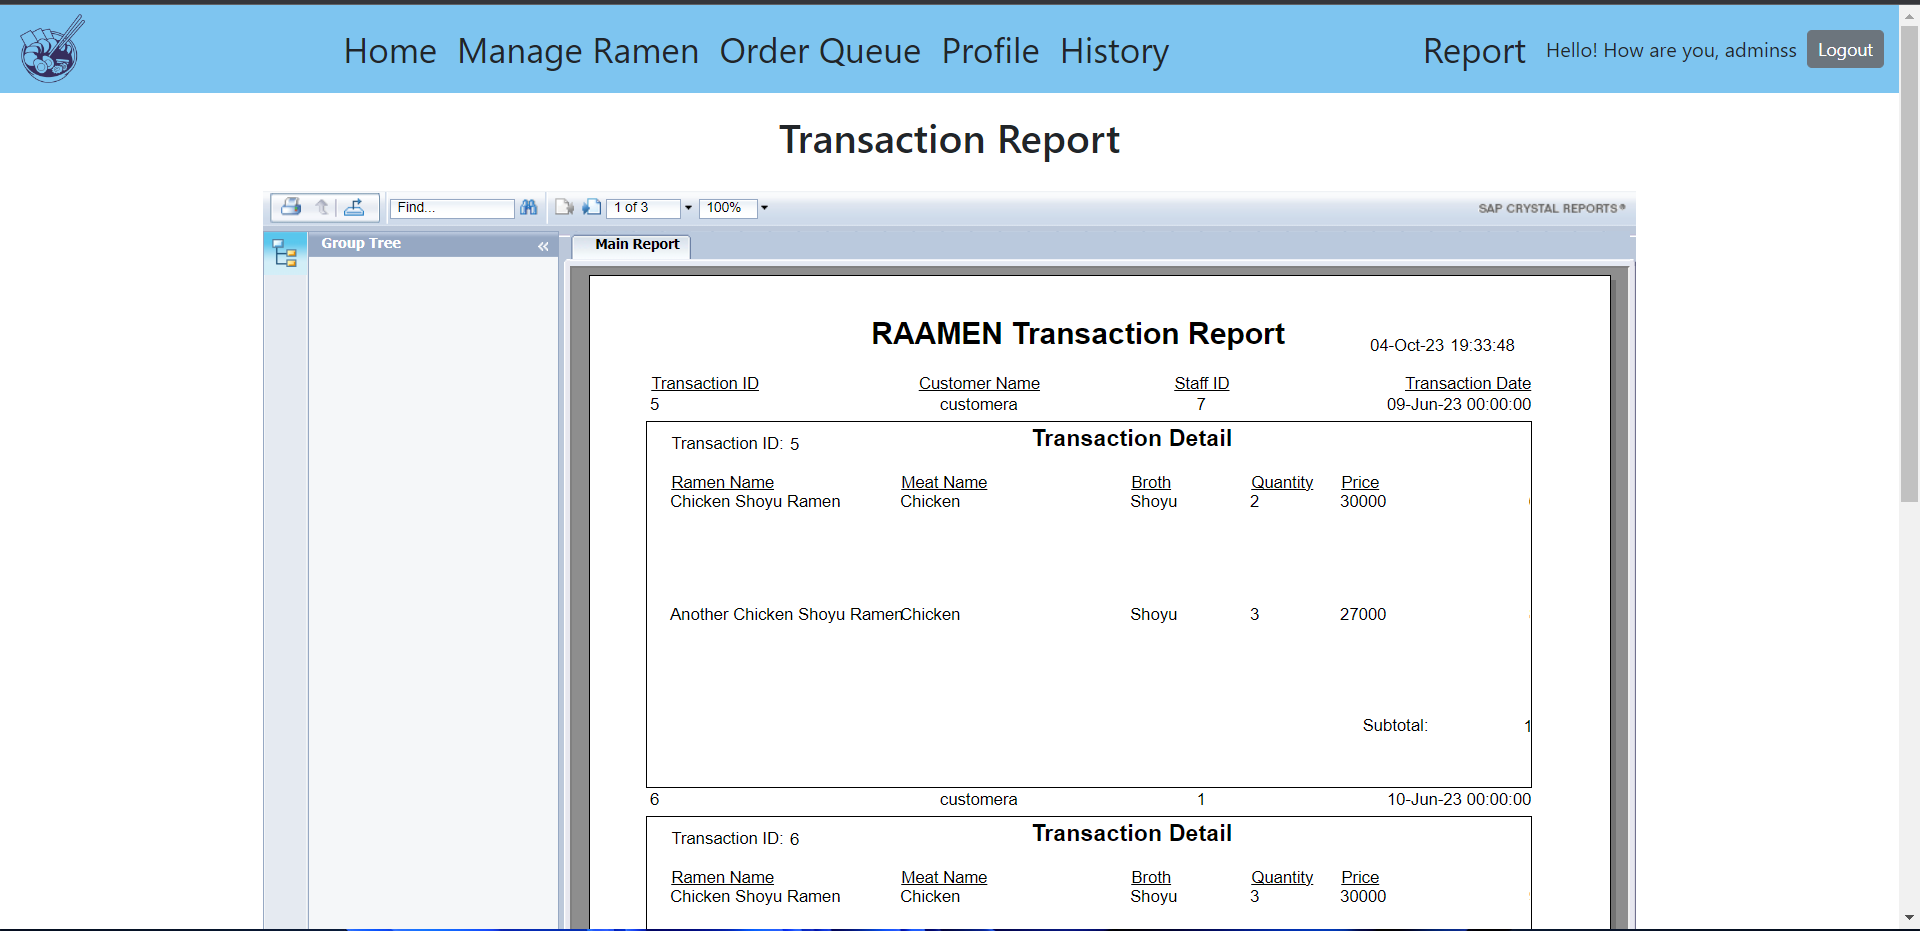 Home Manage Ramen Order Queue Profile History Report Hello! How are you, adminss Logout
Transaction Report
Find... 1 of 3 100% SAP CRYSTAL REPORTS®
Group Tree « Main Report
RAAMEN Transaction Report
04-Oct-23 19:33:48
Transaction ID Customer Name Staff ID Transaction Date
5 customera 7 09-Jun-23 00:00:00
Transaction ID: 5 Transaction Detail
Ramen Name Meat Name Broth Quantity Price
Chicken Shoyu Ramen Chicken Shoyu 2 30000
Another Chicken Shoyu Ramen Chicken Shoyu 3 27000
Subtotal: 1
6 customera 1 10-Jun-23 00:00:00
Transaction ID: 6 Transaction Detail
Ramen Name Meat Name Broth Quantity Price
Chicken Shoyu Ramen Chicken Shoyu 3 30000